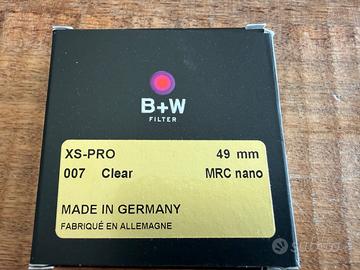 B+W
FILTER
XS-PRO 49 mm
007 Clear MRC nano
MADE IN GERMANY
FABRIQUÉ EN ALLEMAGNE